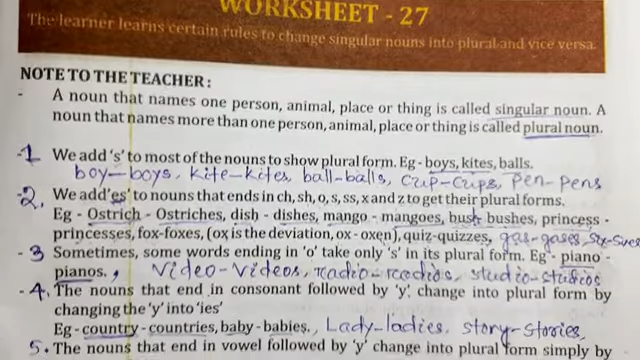 WORKSHEET - 27
The learner learns certain rules to change singular nouns into plural and vice versa.
NOTE TO THE TEACHER :
- A noun that names one person, animal, place or thing is called singular noun. A
noun that names more than one person, animal, place or thing is called plural noun.
-1 We add 's' to most of the nouns to show plural form. Eg - boys, kites, balls.
boy-boys, kite-kites, ball-balls, cup-cups, pen-pens
-2. We add 'es' to nouns that ends in ch, sh, o, s, ss, x and z to get their plural forms.
Eg - Ostrich - Ostriches, dish - dishes, mango - mangoes, bush- bushes, princess -
princesses, fox-foxes, (ox is the deviation, ox - oxen), quiz-quizzes, gas-gases,
-3 Sometimes, some words ending in 'o' take only 's' in its plural form. Eg - piano -
pianos. , video-videos, radio-radios, studio-studios
-4. The nouns that end in consonant followed by 'y', change into plural form by
changing the 'y' into 'ies'
Eg - country - countries, baby - babies. , Lady-ladies, story-stories,
5. The nouns that end in vowel followed by 'y' change into plural form simply by